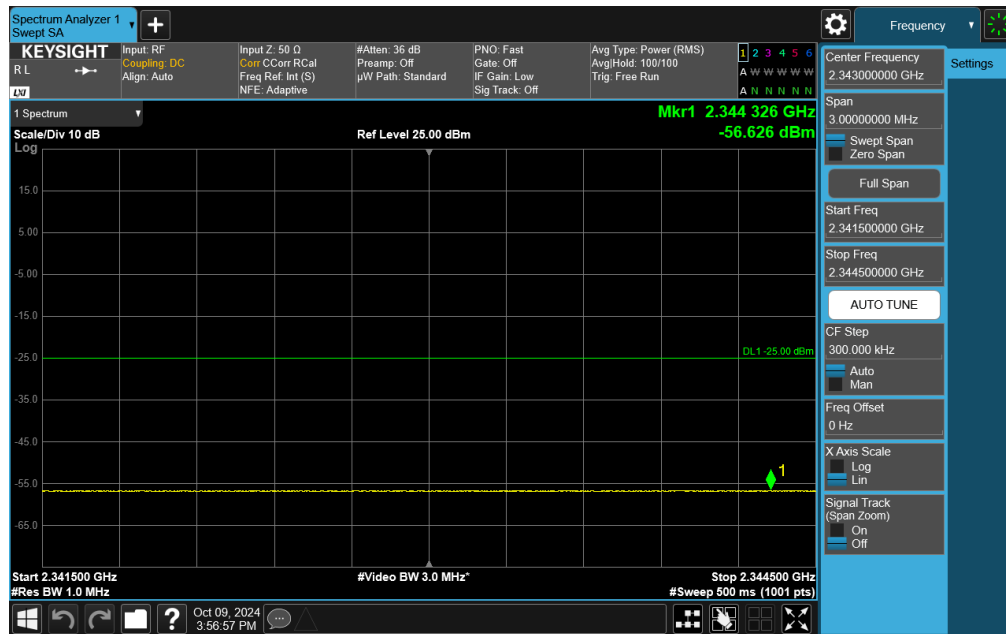 Spectrum Analyzer 1
Swept SA
Frequency
KEYSIGHT
R L
LXI
Input: RF
Coupling: DC
Align: Auto
Input Z: 50 Ω
Corr CCorr RCal
Freq Ref: Int (S)
NFE: Adaptive
#Atten: 36 dB
Preamp: Off
µW Path: Standard
PNO: Fast
Gate: Off
IF Gain: Low
Sig Track: Off
Avg Type: Power (RMS)
Avg|Hold: 100/100
Trig: Free Run
1 2 3 4 5 6
A W W W W W
A N N N N N
1 Spectrum
Scale/Div 10 dB
Log
Ref Level 25.00 dBm
Mkr1 2.344 326 GHz
-56.626 dBm
15.0
5.00
-5.00
-15.0
-25.0
DL1 -25.00 dBm
-35.0
-45.0
1
-55.0
-65.0
Start 2.341500 GHz
#Res BW 1.0 MHz
#Video BW 3.0 MHz*
Stop 2.344500 GHz
#Sweep 500 ms (1001 pts)
?
Oct 09, 2024
3:56:57 PM
Center Frequency
2.343000000 GHz
Span
3.00000000 MHz
Swept Span
Zero Span
Full Span
Start Freq
2.341500000 GHz
Stop Freq
2.344500000 GHz
AUTO TUNE
CF Step
300.000 kHz
Auto
Man
Freq Offset
0 Hz
X Axis Scale
Log
Lin
Signal Track
(Span Zoom)
On
Off
Settings